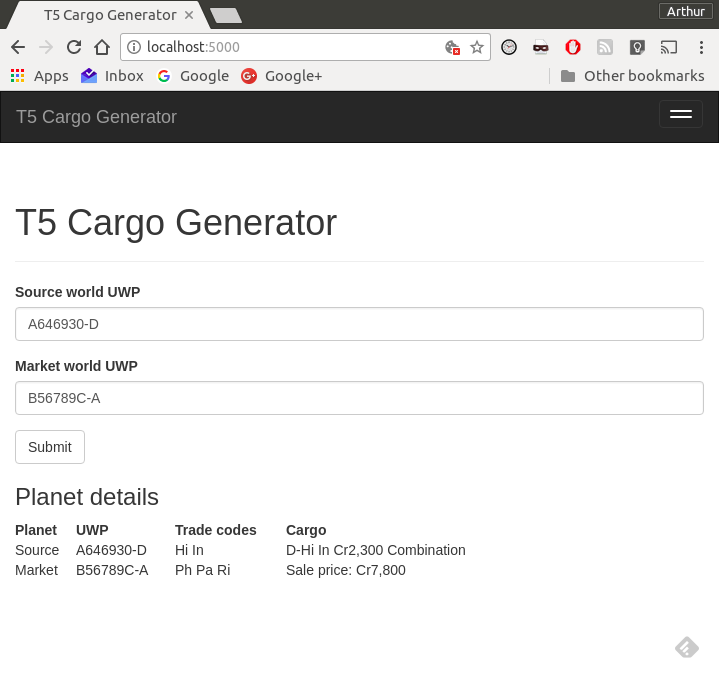 T5 Cargo Generator
Arthur
localhost:5000
Apps Inbox Google Google+ Other bookmarks
T5 Cargo Generator
T5 Cargo Generator
Source world UWP
A646930-D
Market world UWP
B56789C-A
Submit
Planet details
Planet UWP Trade codes Cargo
Source A646930-D Hi In D-Hi In Cr2,300 Combination
Market B56789C-A Ph Pa Ri Sale price: Cr7,800